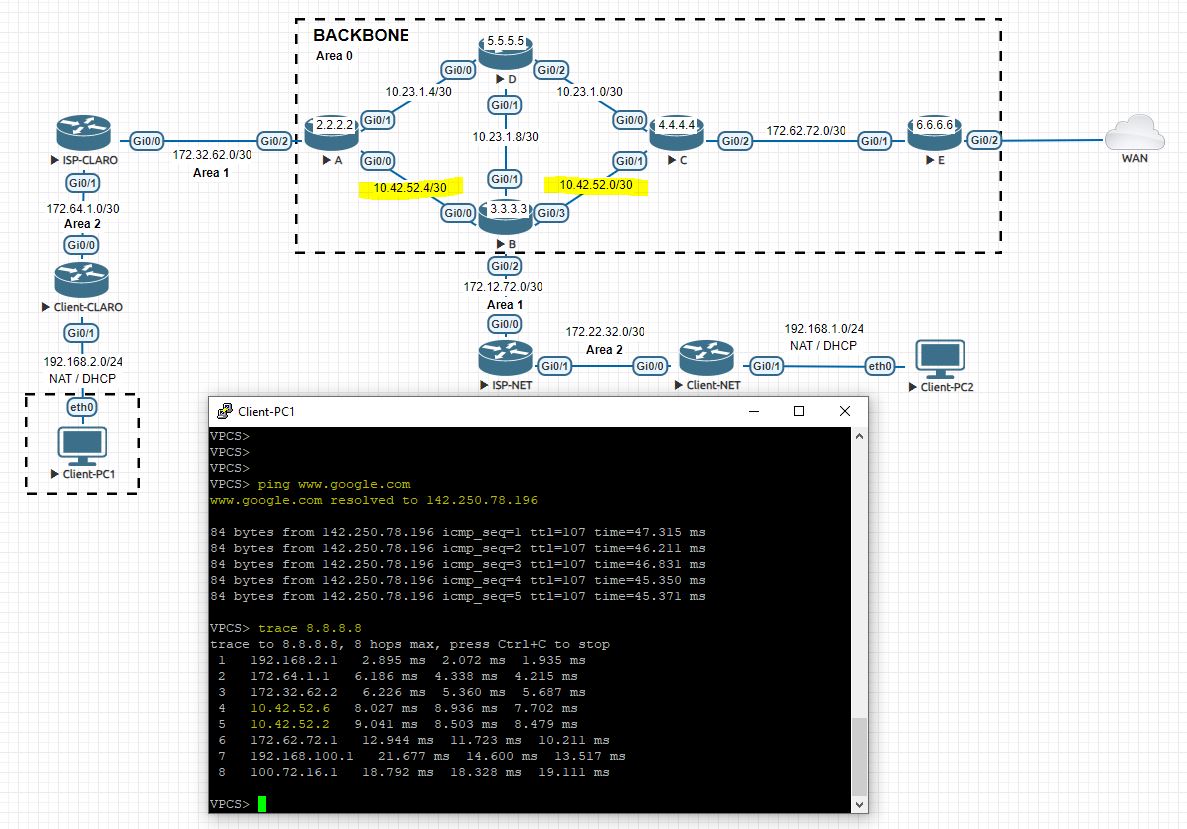 BACKBONE
Area 0
5.5.5.5
Gi0/0
Gi0/2
D
10.23.1.4/30
10.23.1.0/30
Gi0/1
Gi0/1
Gi0/0
2.2.2.2
4.4.4.4
6.6.6.6
10.23.1.8/30
172.62.72.0/30
ISP-CLARO
Gi0/0
Gi0/2
A
C
Gi0/2
Gi0/1
E
Gi0/2
WAN
172.32.62.0/30
Area 1
Gi0/0
Gi0/1
Gi0/1
Gi0/1
10.42.52.4/30
10.42.52.0/30
172.64.1.0/30
Area 2
Gi0/0
3.3.3.3
Gi0/3
Gi0/0
B
Gi0/2
Client-CLARO
172.12.72.0/30
Area 1
Gi0/1
Gi0/0
172.22.32.0/30
Area 2
192.168.1.0/24
NAT / DHCP
192.168.2.0/24
NAT / DHCP
Gi0/1
Gi0/0
Gi0/1
eth0
ISP-NET
Client-NET
Client-PC2
eth0
Client-PC1
Client-PC1
VPCS>
VPCS>
VPCS>
VPCS> ping www.google.com
www.google.com resolved to 142.250.78.196
84 bytes from 142.250.78.196 icmp_seq=1 ttl=107 time=47.315 ms
84 bytes from 142.250.78.196 icmp_seq=2 ttl=107 time=46.211 ms
84 bytes from 142.250.78.196 icmp_seq=3 ttl=107 time=46.831 ms
84 bytes from 142.250.78.196 icmp_seq=4 ttl=107 time=45.350 ms
84 bytes from 142.250.78.196 icmp_seq=5 ttl=107 time=45.371 ms
VPCS> trace 8.8.8.8
trace to 8.8.8.8, 8 hops max, press Ctrl+C to stop
1 192.168.2.1 2.895 ms 2.072 ms 1.935 ms
2 172.64.1.1 6.186 ms 4.338 ms 4.215 ms
3 172.32.62.2 6.226 ms 5.360 ms 5.687 ms
4 10.42.52.6 8.027 ms 8.936 ms 7.702 ms
5 10.42.52.2 9.041 ms 8.503 ms 8.479 ms
6 172.62.72.1 12.944 ms 11.723 ms 10.211 ms
7 192.168.100.1 21.677 ms 14.600 ms 13.517 ms
8 100.72.16.1 18.792 ms 18.328 ms 19.111 ms
VPCS>